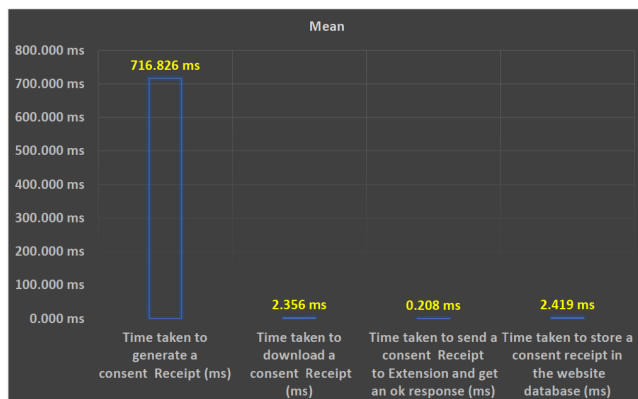 Mean
800.000 ms
700.000 ms
600.000 ms
500.000 ms
400.000 ms
300.000 ms
200.000 ms
100.000 ms
0.000 ms
716.826 ms
2.356 ms
0.208 ms
2.419 ms
Time taken to
generate a
consent Receipt (ms)
Time taken to
download a
consent Receipt
(ms)
Time taken to send a
consent Receipt
to Extension and get
an ok response (ms)
Time taken to store a
consent receipt in
the website
database (ms)